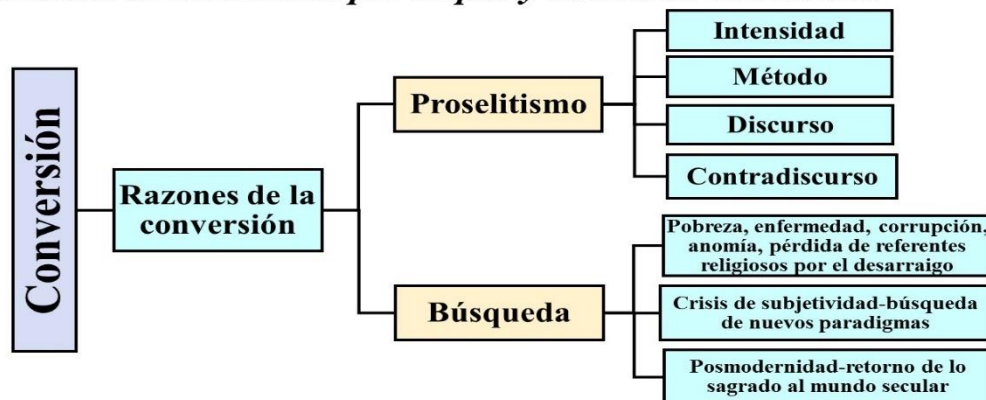 Conversión
Razones de la
conversión
Proselitismo
Intensidad
Método
Discurso
Contradiscurso
Búsqueda
Pobreza, enfermedad, corrupción,
anomía, pérdida de referentes
religiosos por el desarraigo
Crisis de subjetividad-búsqueda
de nuevos paradigmas
Posmodernidad-retorno de lo
sagrado al mundo secular